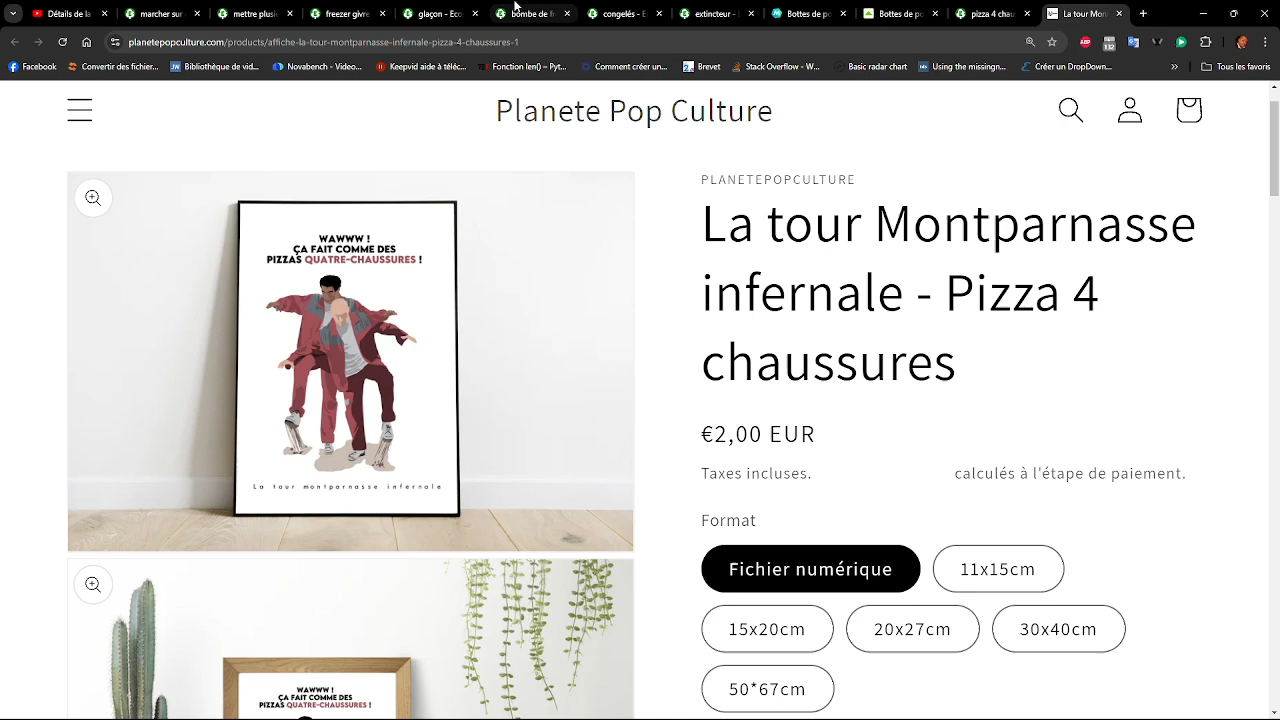 Détails du
marcher sur
mettre plusie
freezer givre
glaçon - Eco
bombe de f
congelés - E
extincteur -
Bottes de po
Bottes de po
pizza 4 chau
La tour Mon
planetepopculture.com/products/affiche-la-tour-montparnasse-infernale-pizza-4-chaussures-1
Facebook
Convertir des fichier...
Bibliothèque de vid...
Novabench - Video...
Keepvid aide à téléc...
Fonction len() – Pyt...
Comment créer un...
Brevet
Stack Overflow - W...
Basic radar chart
Using the missingn...
Créer un DropDown...
»
Tous les favoris
Planete Pop Culture
PLANETEPOPCULTURE
La tour Montparnasse
infernale - Pizza 4
chaussures
€2,00 EUR
Taxes incluses. calculés à l'étape de paiement.
Format
Fichier numérique
11x15cm
15x20cm
20x27cm
30x40cm
50*67cm
WAWWW !
ÇA FAIT COMME DES
PIZZAS QUATRE-CHAUSSURES !
La tour montparnasse infernale
WAWWW !
ÇA FAIT COMME DES
PIZZAS QUATRE-CHAUSSURES !